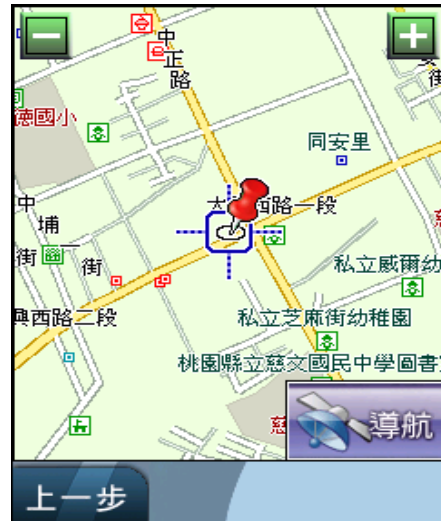 中正路
德國小
同安里
西路一段
中埔
街
街
私立威爾幼
興西路二段
私立芝麻街幼稚園
桃園縣立慈文國民中學圖書
慈
導航
上一步